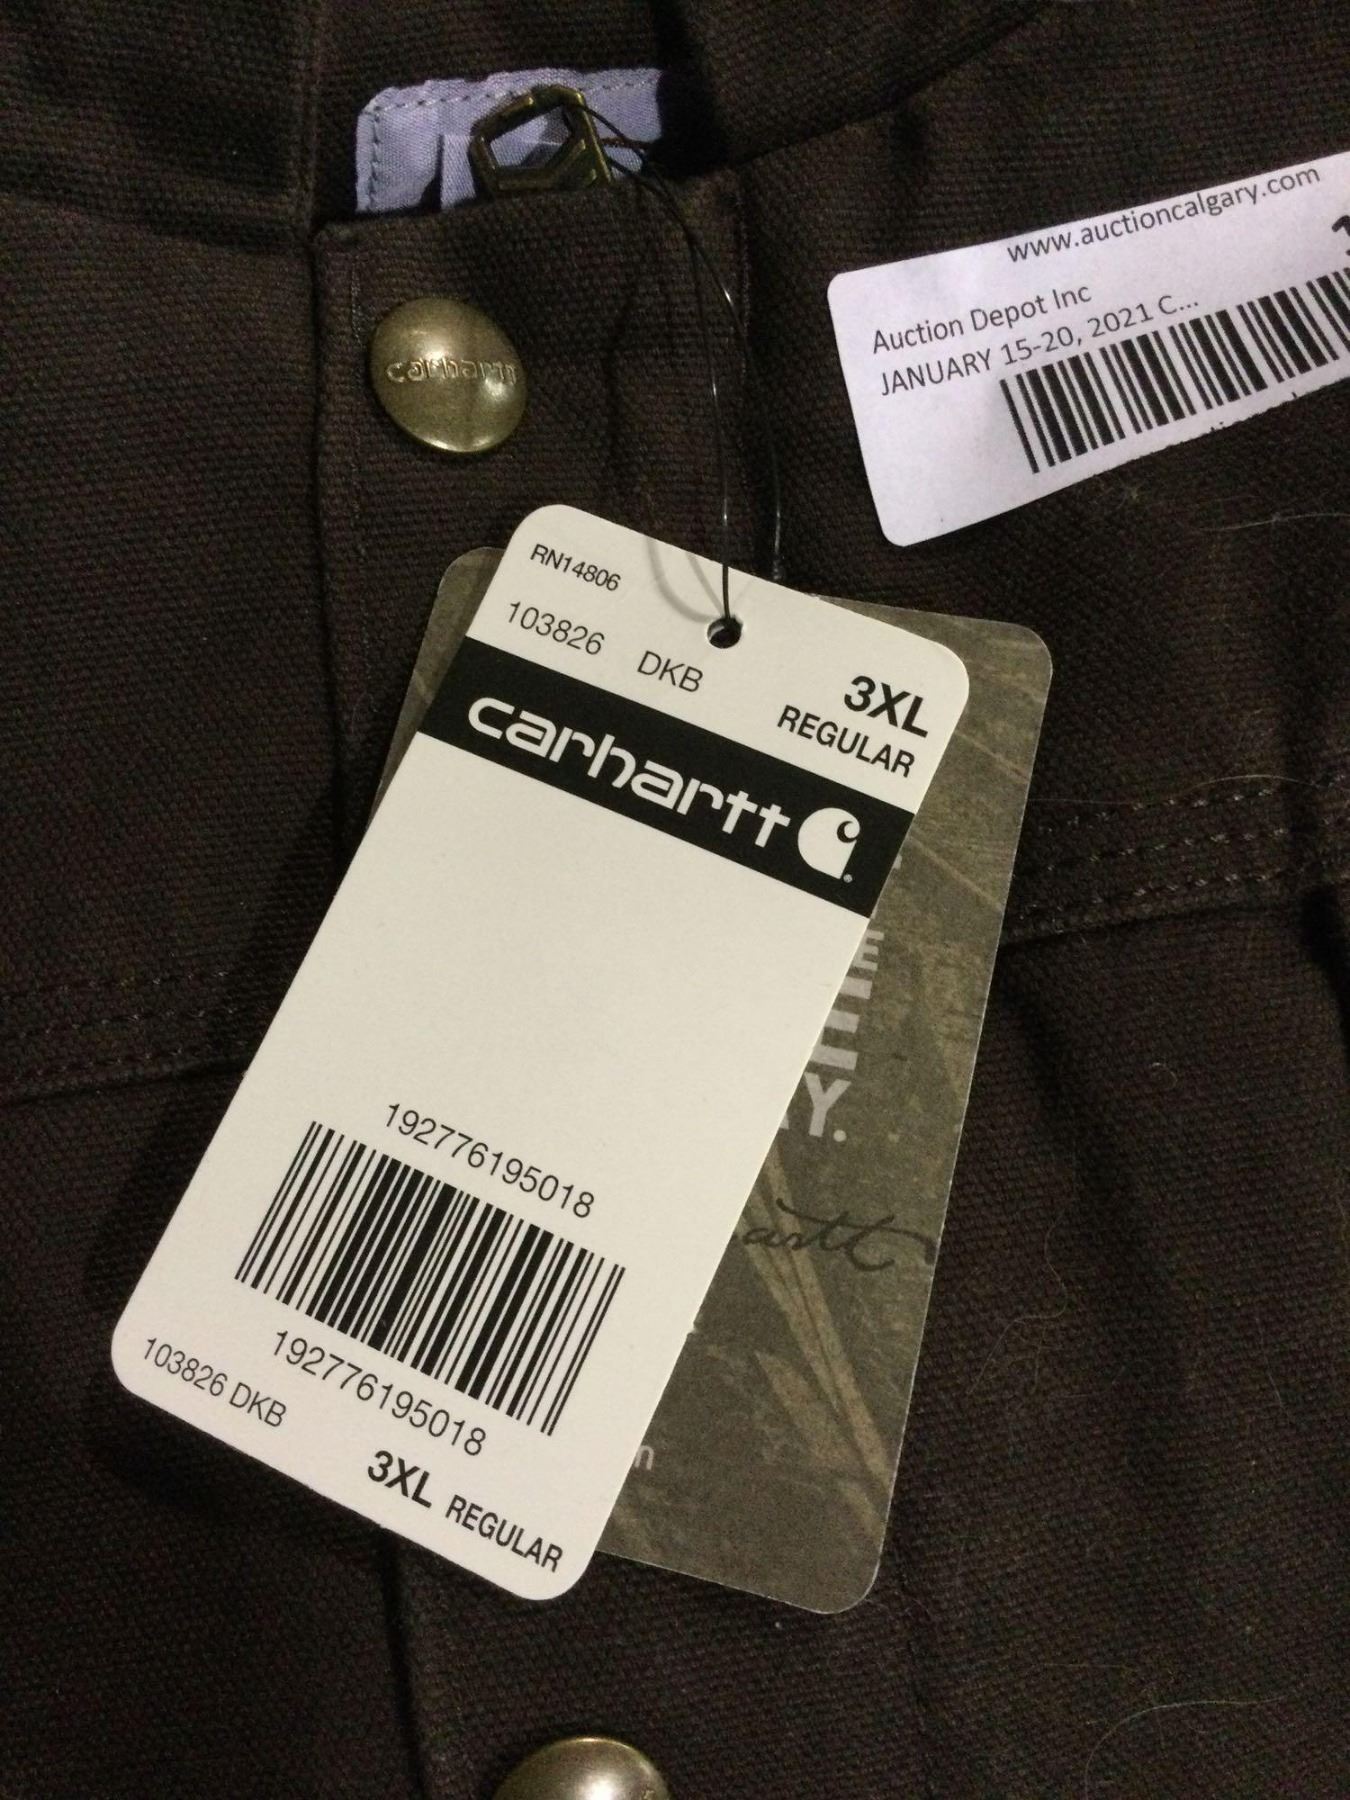 www.auctioncalgary.com
Auction Depot Inc
JANUARY 15-20, 2021 C...
carhartt
RN14806
103826 DKB
3XL
REGULAR
carhartt
192776195018
192776195018
103826 DKB
3XL REGULAR
Y.
artt